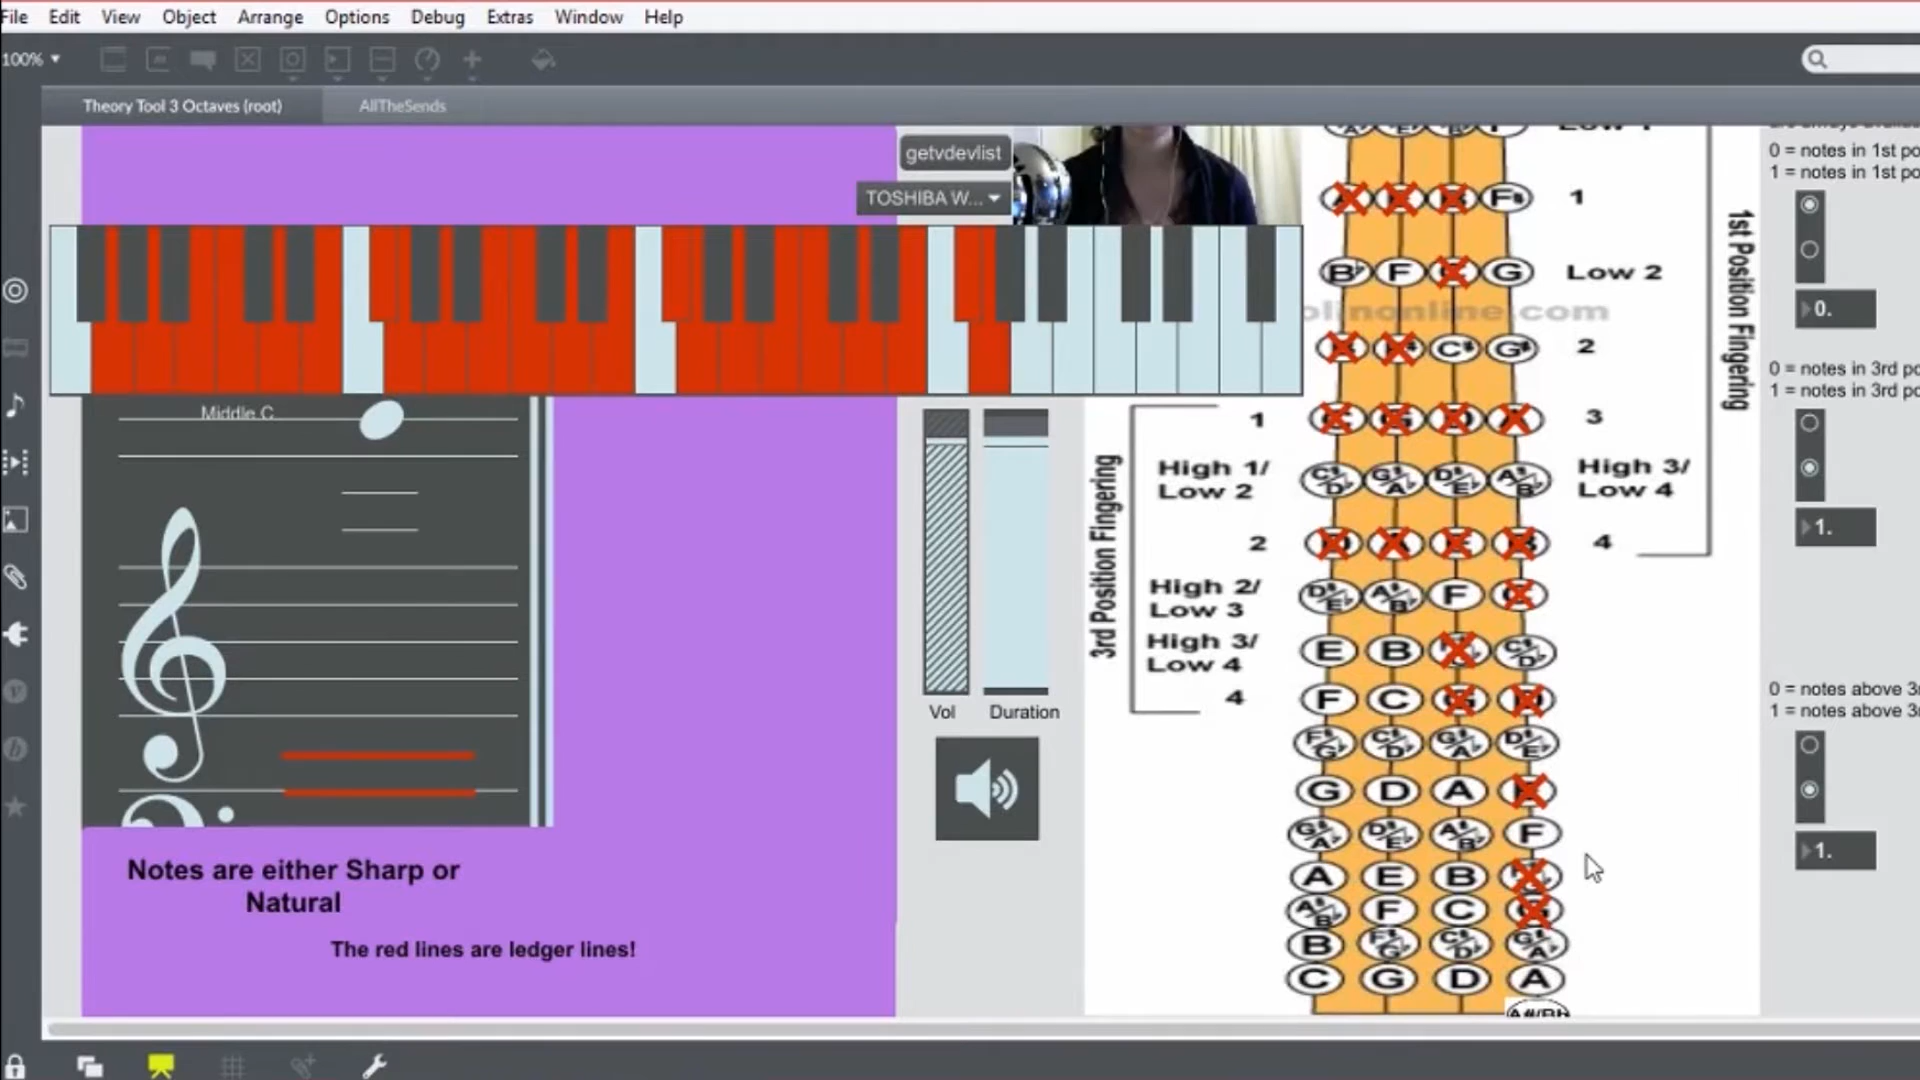 File Edit View Object Arrange Options Debug Extras Window Help
100%
Theory Tool 3 Octaves (root) AllTheSends
getvdevlist
TOSHIBA W...
Middle C
Notes are either Sharp or
Natural
The red lines are ledger lines!
Vol Duration
F# 1
B♭ F G Low 2
olinonline.com
C# G# 2
1 3
High 1/
Low 2
C#/D♭ G#/A♭ D#/E♭ A#/B♭
High 3/
Low 4
2 4
High 2/
Low 3
D#/E♭ A#/B♭ F
High 3/
Low 4
E B C#/D♭
4 F C
F#/G♭ C#/D♭ G#/A♭ D#/E♭
G D A
G#/A♭ D#/E♭ A#/B♭ F
A E B
A#/B♭ F C
B F#/G♭ C#/D♭ G#/A♭
C G D A
3rd Position Fingering
1st Position Fingering
0 = notes in 1st po
1 = notes in 1st po
0.
0 = notes in 3rd po
1 = notes in 3rd po
1.
0 = notes above 3r
1 = notes above 3r
1.